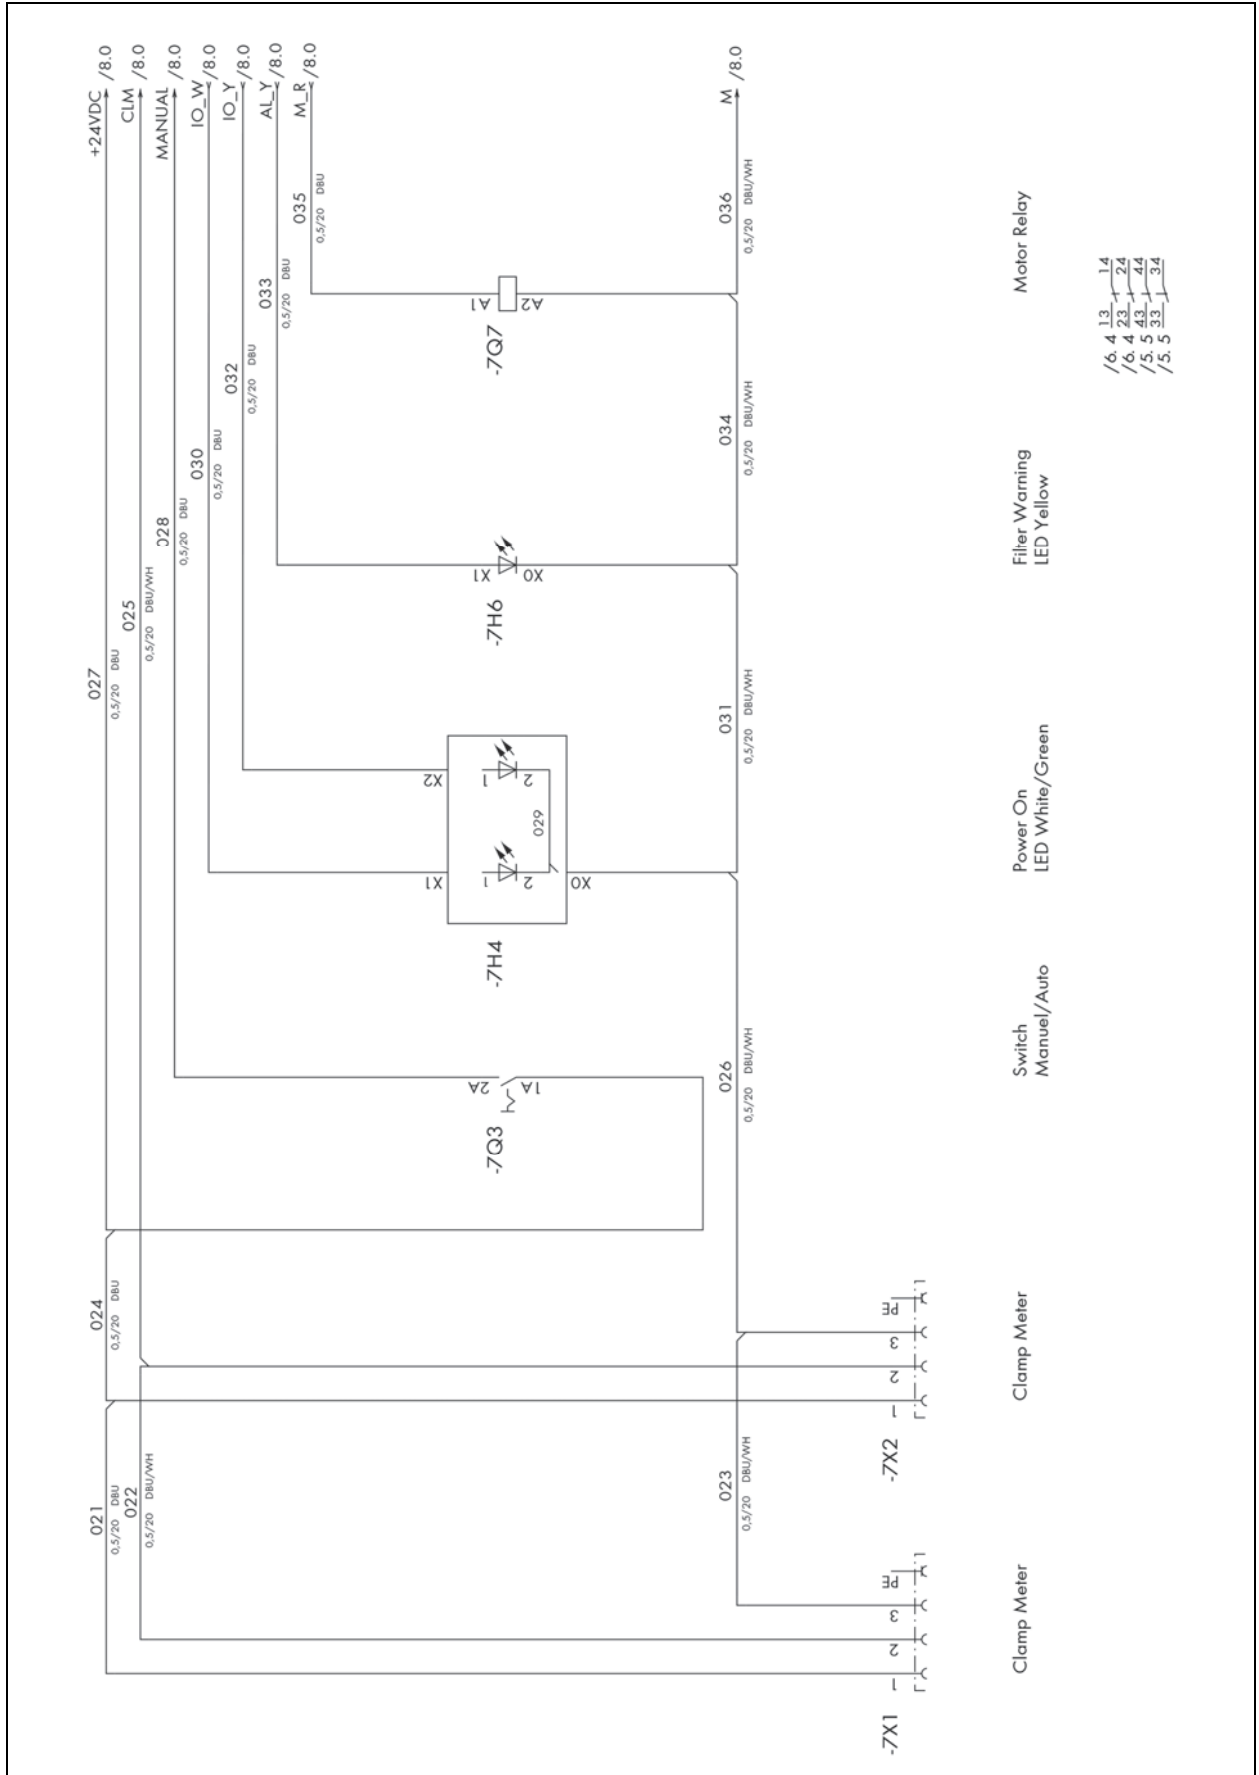 +24VDC /8.0
CLM /8.0
MANUAL /8.0
IO_W /8.0
IO_Y /8.0
AL_Y /8.0
M_R /8.0
M /8.0
021
0,5/20 DBU
022
0,5/20 DBU/WH
024
0,5/20 DBU
027
0,5/20 DBU
025
0,5/20 DBU/WH
028
0,5/20 DBU
030
0,5/20 DBU
032
0,5/20 DBU
033
0,5/20 DBU
035
0,5/20 DBU
-7Q3
2A
1A
-7H4
X1
X2
1
2
1
2
029
X0
-7H6
X1
X0
-7Q7
A1
A2
023
0,5/20 DBU/WH
026
0,5/20 DBU/WH
031
0,5/20 DBU/WH
034
0,5/20 DBU/WH
036
0,5/20 DBU/WH
-7X1
1
2
3
PE
-7X2
1
2
3
PE
Clamp Meter
Clamp Meter
Switch
Manuel/Auto
Power On
LED White/Green
Filter Warning
LED Yellow
Motor Relay
/6. 4 13 14
/6. 4 23 24
/5. 5 43 44
/5. 5 33 34